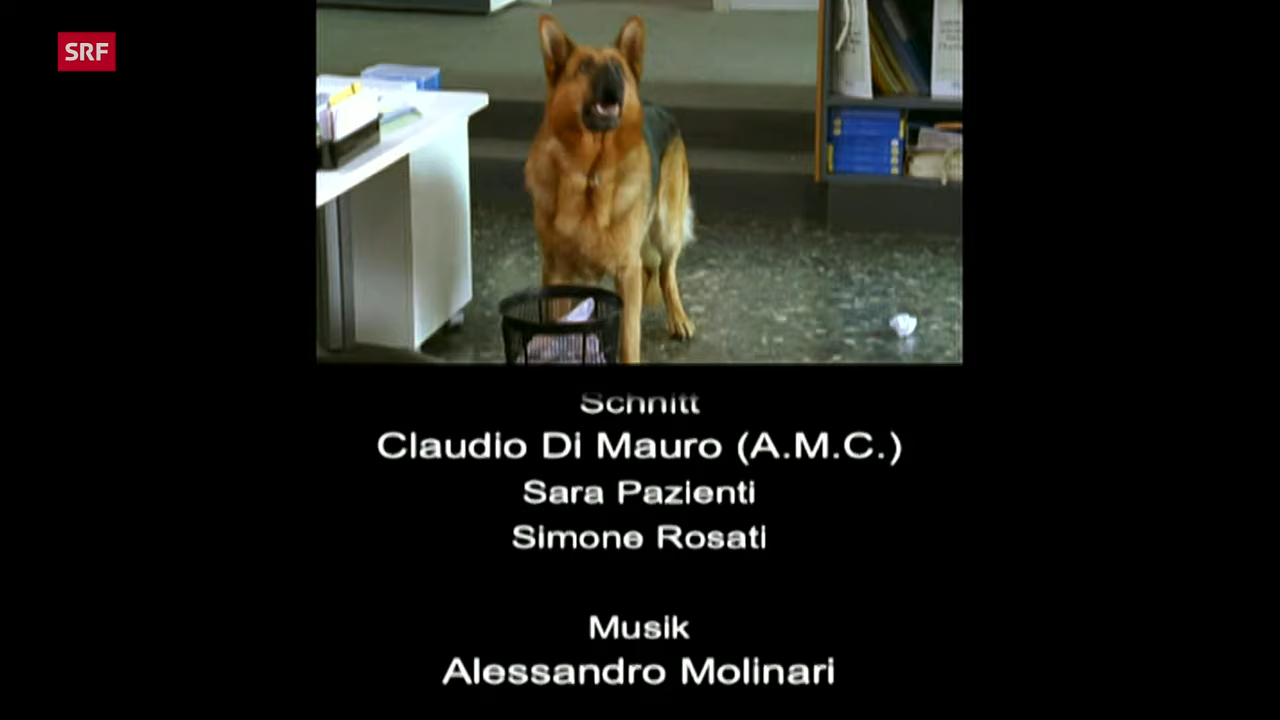 SRF
Schnitt
Claudio Di Mauro (A.M.C.)
Sara Pazienti
Simone Rosati
Musik
Alessandro Molinari